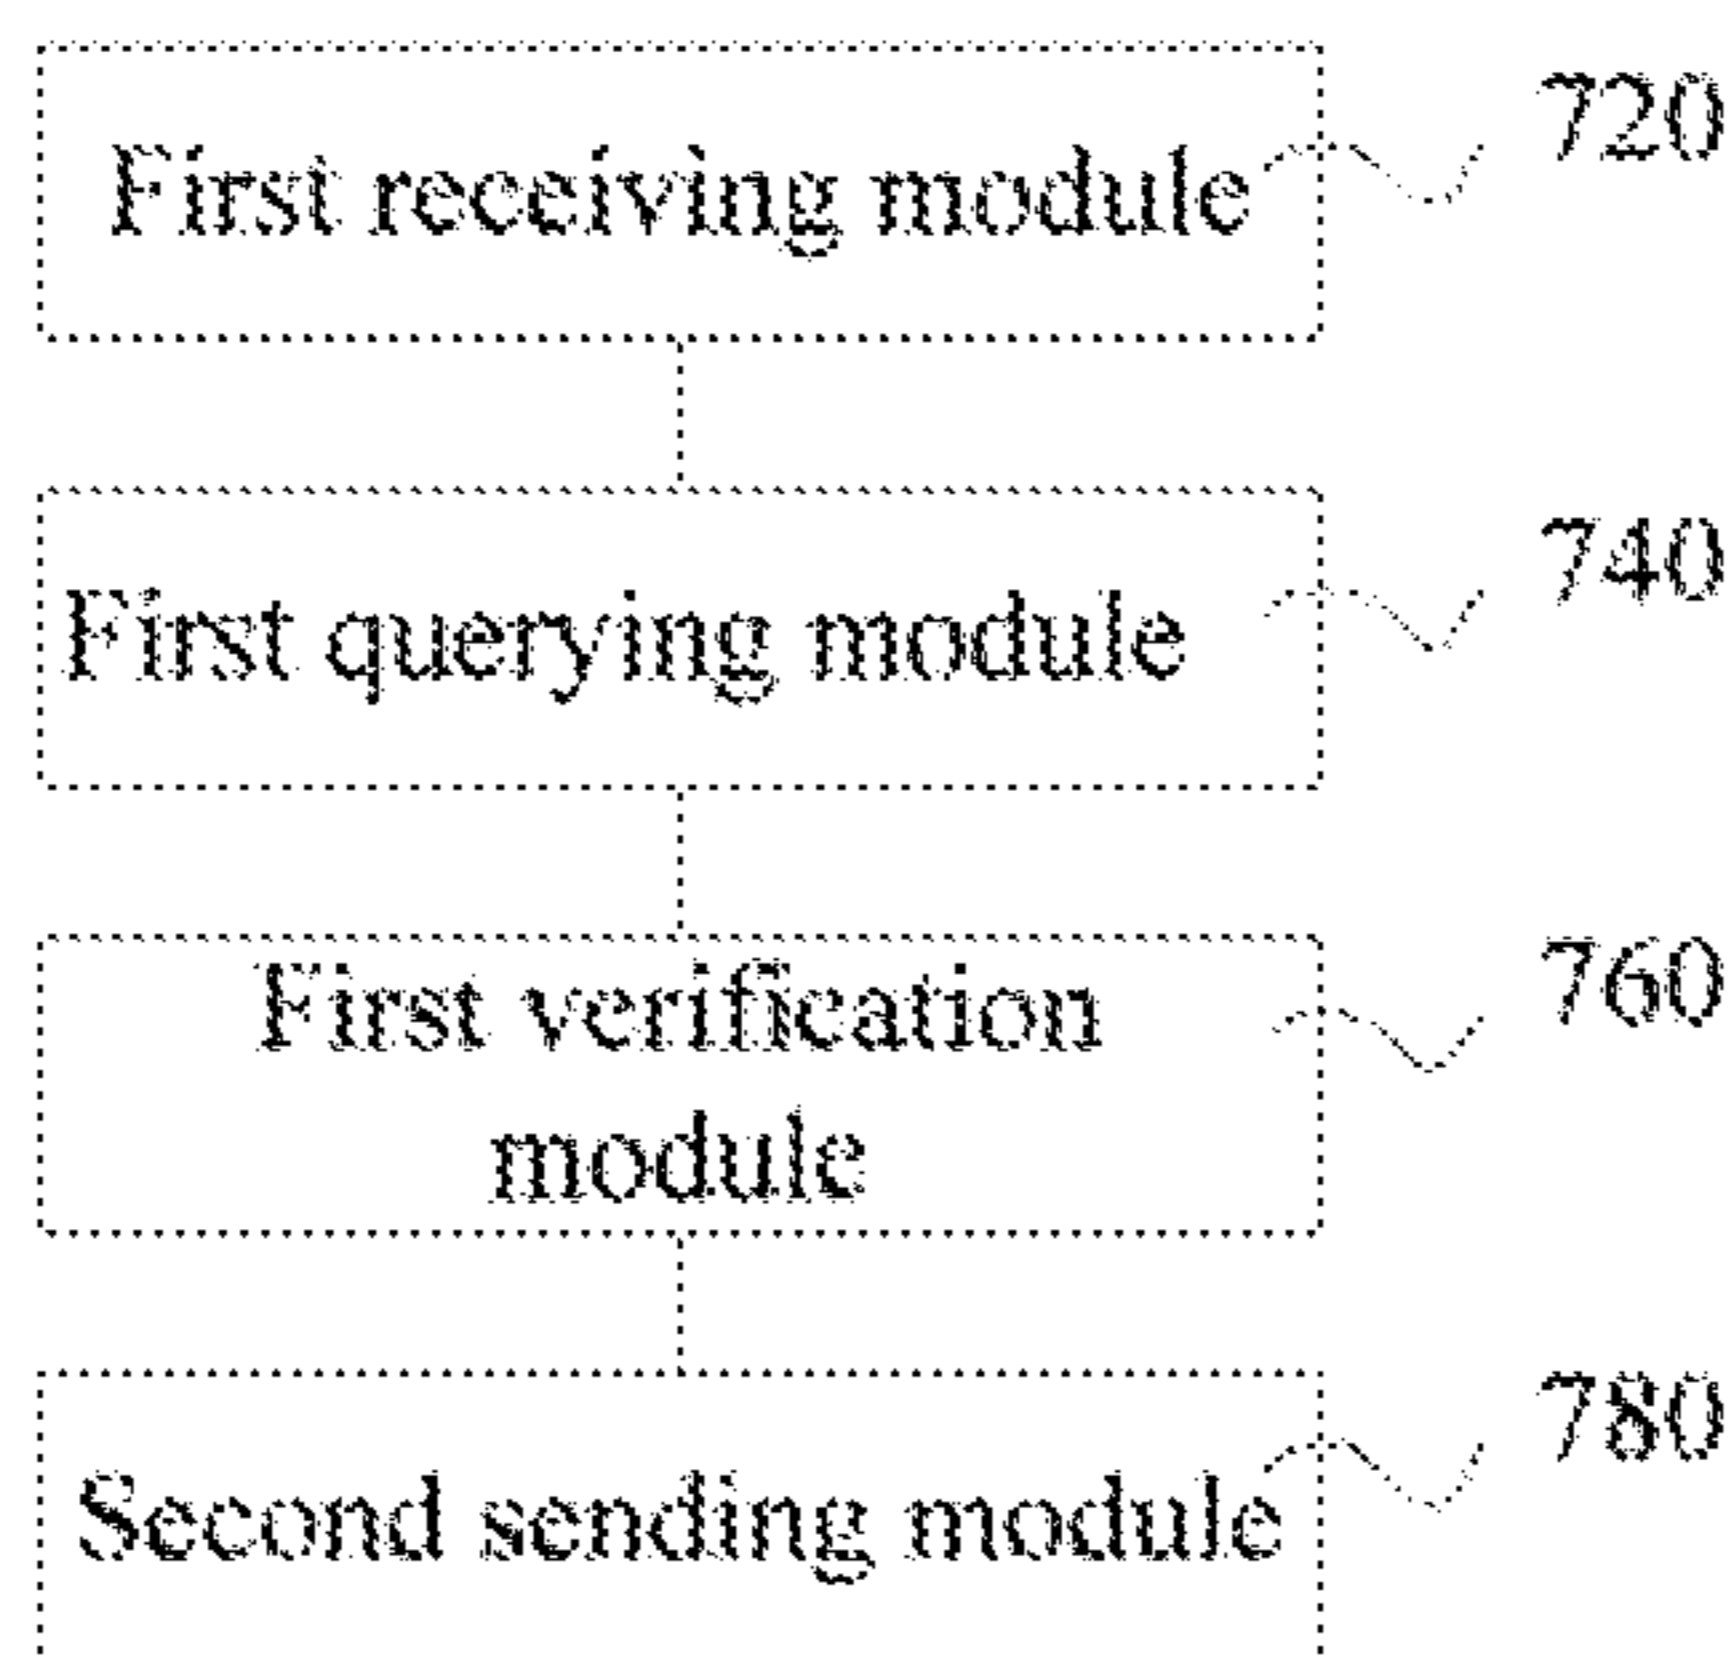 First receiving module
720
First querying module
740
First verification
module
760
Second sending module
780